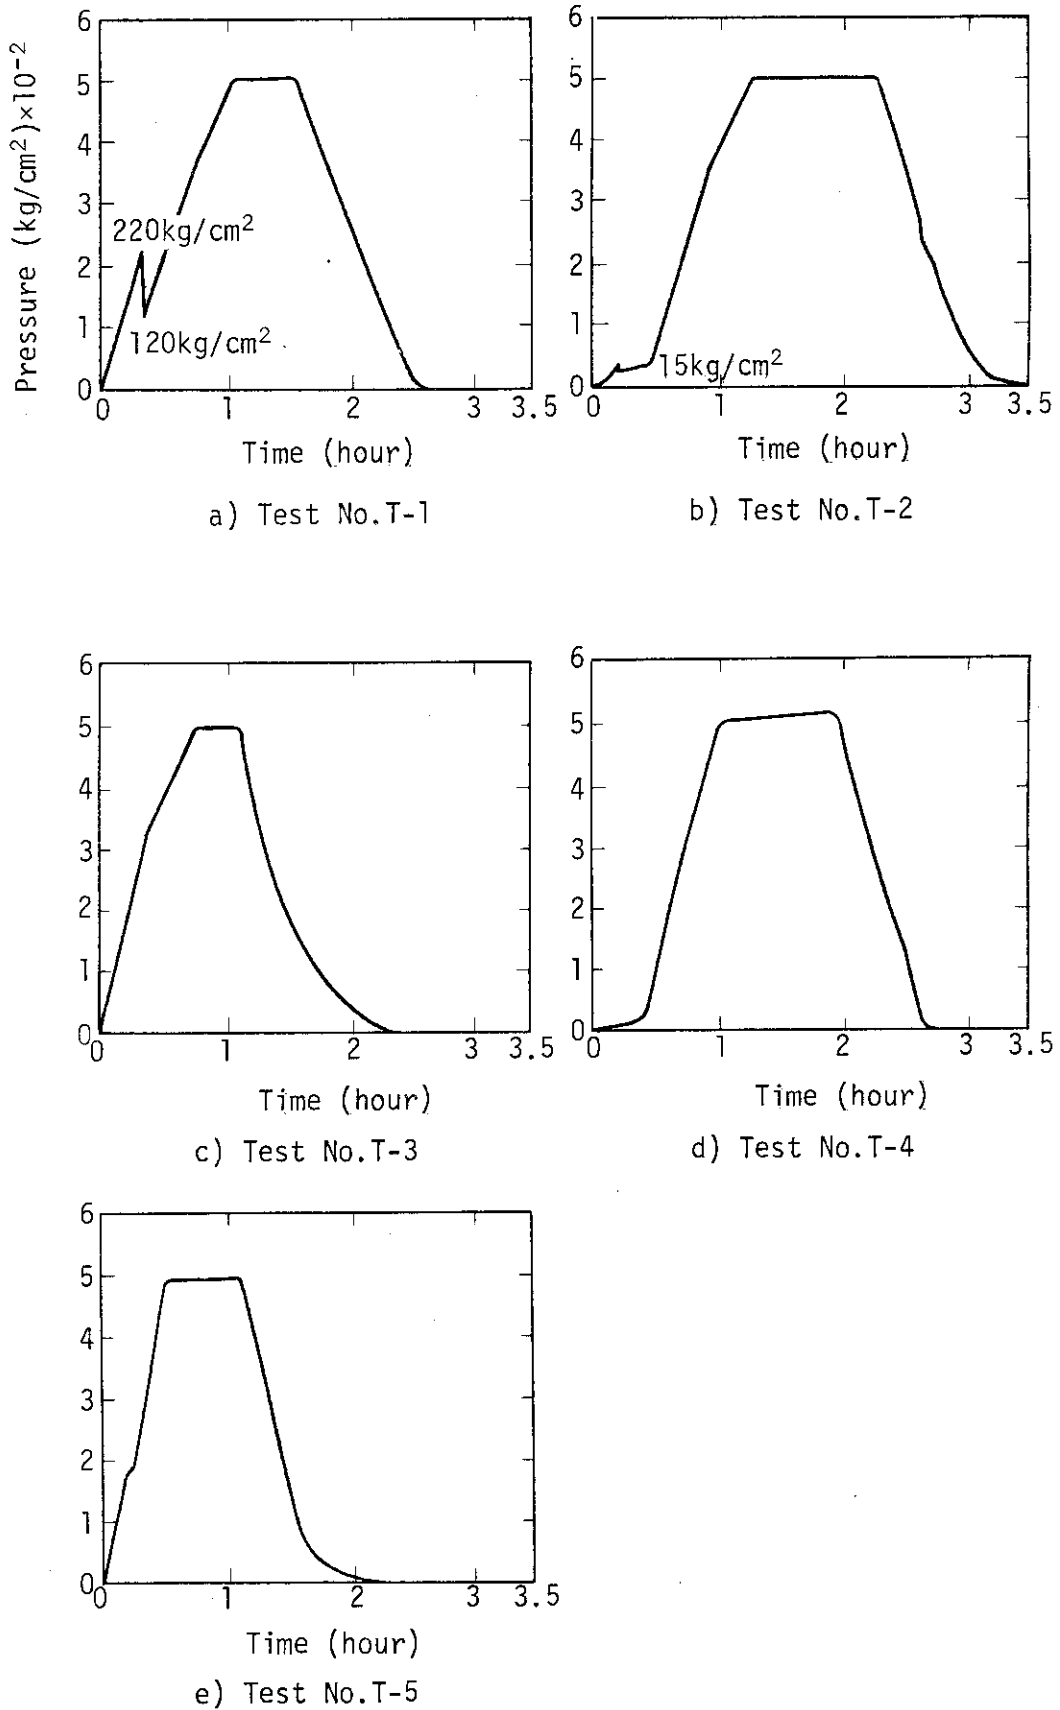 Pressure (kg/cm²)×10⁻²
6
5
4
3
2
1
0
220kg/cm²
120kg/cm²
0 1 2 3 3.5
Time (hour)
a) Test No.T-1
6
5
4
3
2
1
0
15kg/cm²
0 1 2 3 3.5
Time (hour)
b) Test No.T-2
6
5
4
3
2
1
0
0 1 2 3 3.5
Time (hour)
c) Test No.T-3
6
5
4
3
2
1
0
0 1 2 3 3.5
Time (hour)
d) Test No.T-4
6
5
4
3
2
1
0
0 1 2 3 3.5
Time (hour)
e) Test No.T-5